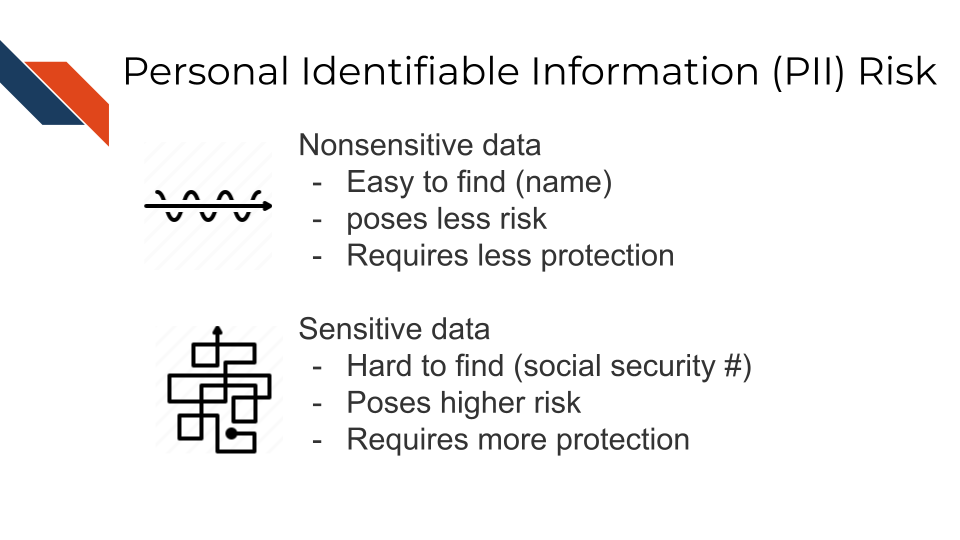 Personal Identifiable Information (PII) Risk
Nonsensitive data
- Easy to find (name)
- poses less risk
- Requires less protection
Sensitive data
- Hard to find (social security #)
- Poses higher risk
- Requires more protection